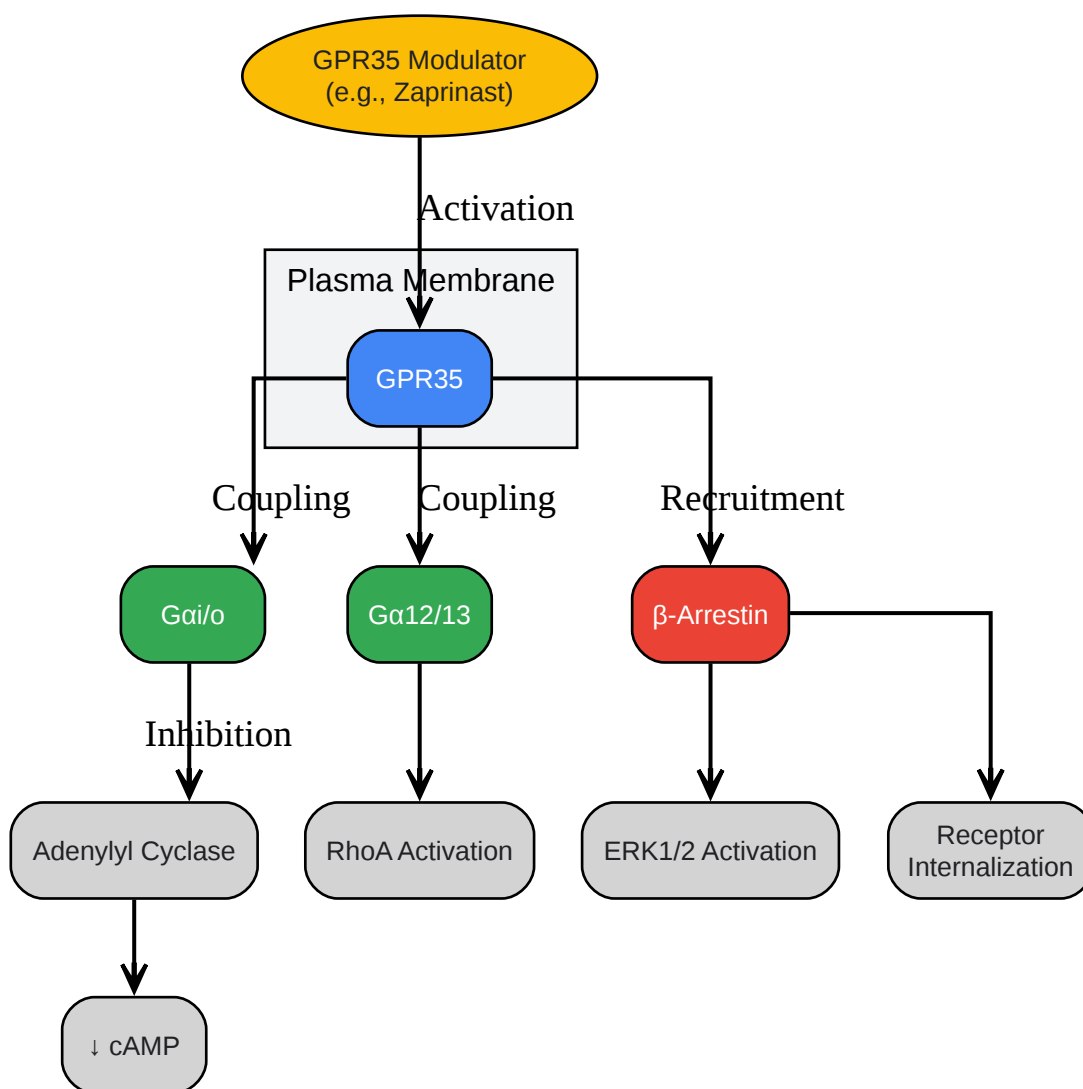 GPR35 Modulator
(e.g., Zaprinast)
Activation
Plasma Membrane
GPR35
Coupling
Coupling
Recruitment
Gαi/o
Gα12/13
β-Arrestin
Inhibition
Adenylyl Cyclase
RhoA Activation
ERK1/2 Activation
Receptor
Internalization
↓ cAMP